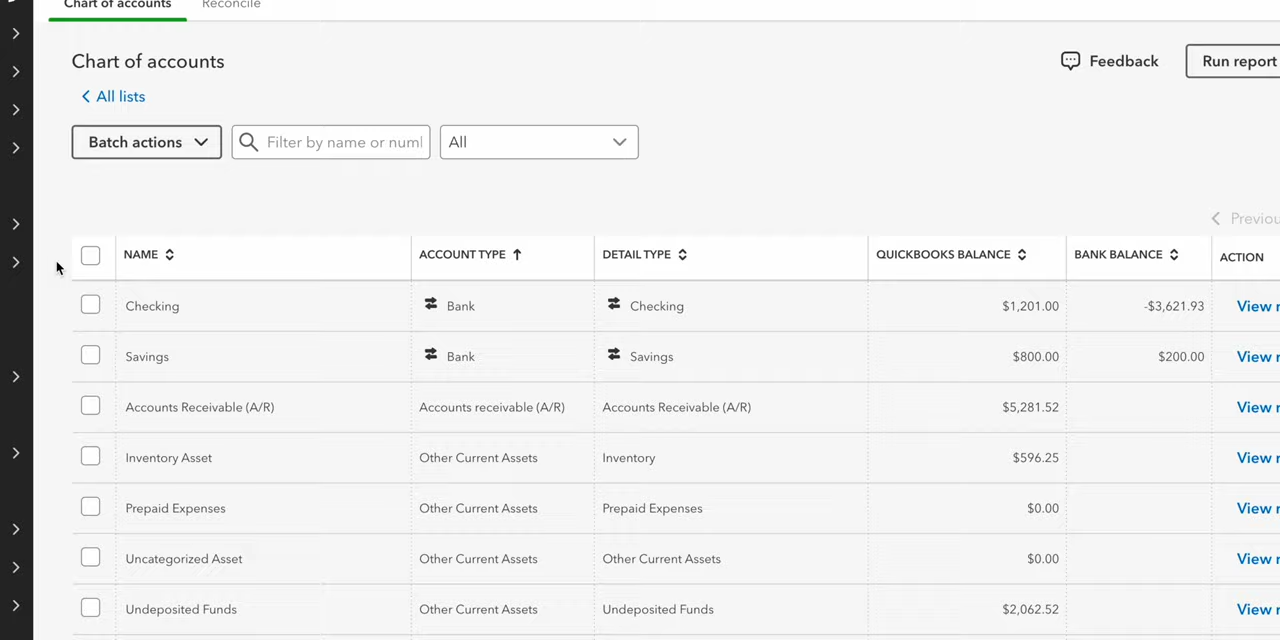 Chart of accounts Reconcile
Chart of accounts
Feedback
Run report
All lists
Batch actions
Filter by name or num
All
Previou
NAME ACCOUNT TYPE DETAIL TYPE QUICKBOOKS BALANCE BANK BALANCE ACTION
Checking Bank Checking $1,201.00 -$3,621.93 View r
Savings Bank Savings $800.00 $200.00 View r
Accounts Receivable (A/R) Accounts receivable (A/R) Accounts Receivable (A/R) $5,281.52 View r
Inventory Asset Other Current Assets Inventory $596.25 View r
Prepaid Expenses Other Current Assets Prepaid Expenses $0.00 View r
Uncategorized Asset Other Current Assets Other Current Assets $0.00 View r
Undeposited Funds Other Current Assets Undeposited Funds $2,062.52 View r